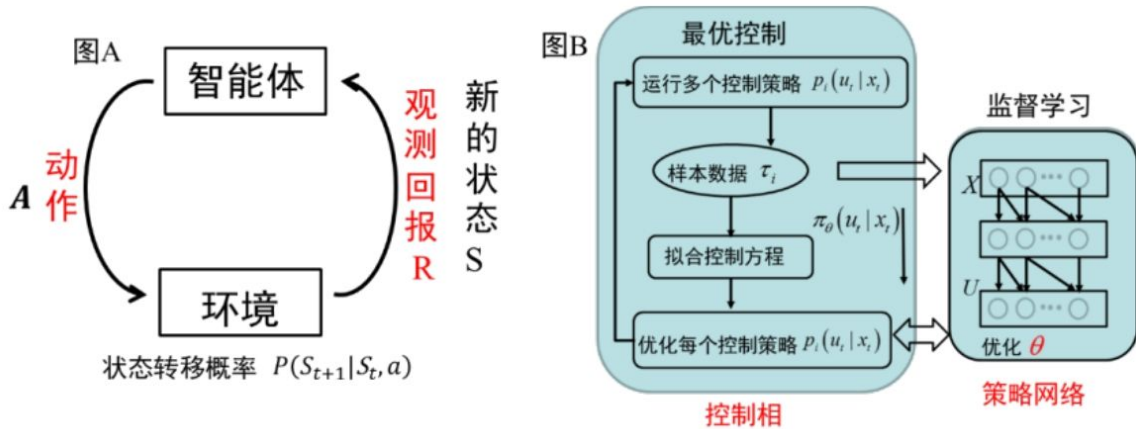 图A
智能体
A
动作
观测回报R
新的状态S
环境
状态转移概率 P(S_{t+1}|S_t,a)
图B
最优控制
运行多个控制策略 p_i(u_t|x_t)
样本数据 τ_i
拟合控制方程
优化每个控制策略 p_i(u_t|x_t)
控制相
π_θ(u_t|x_t)
监督学习
X
···
···
U
···
优化 θ
策略网络